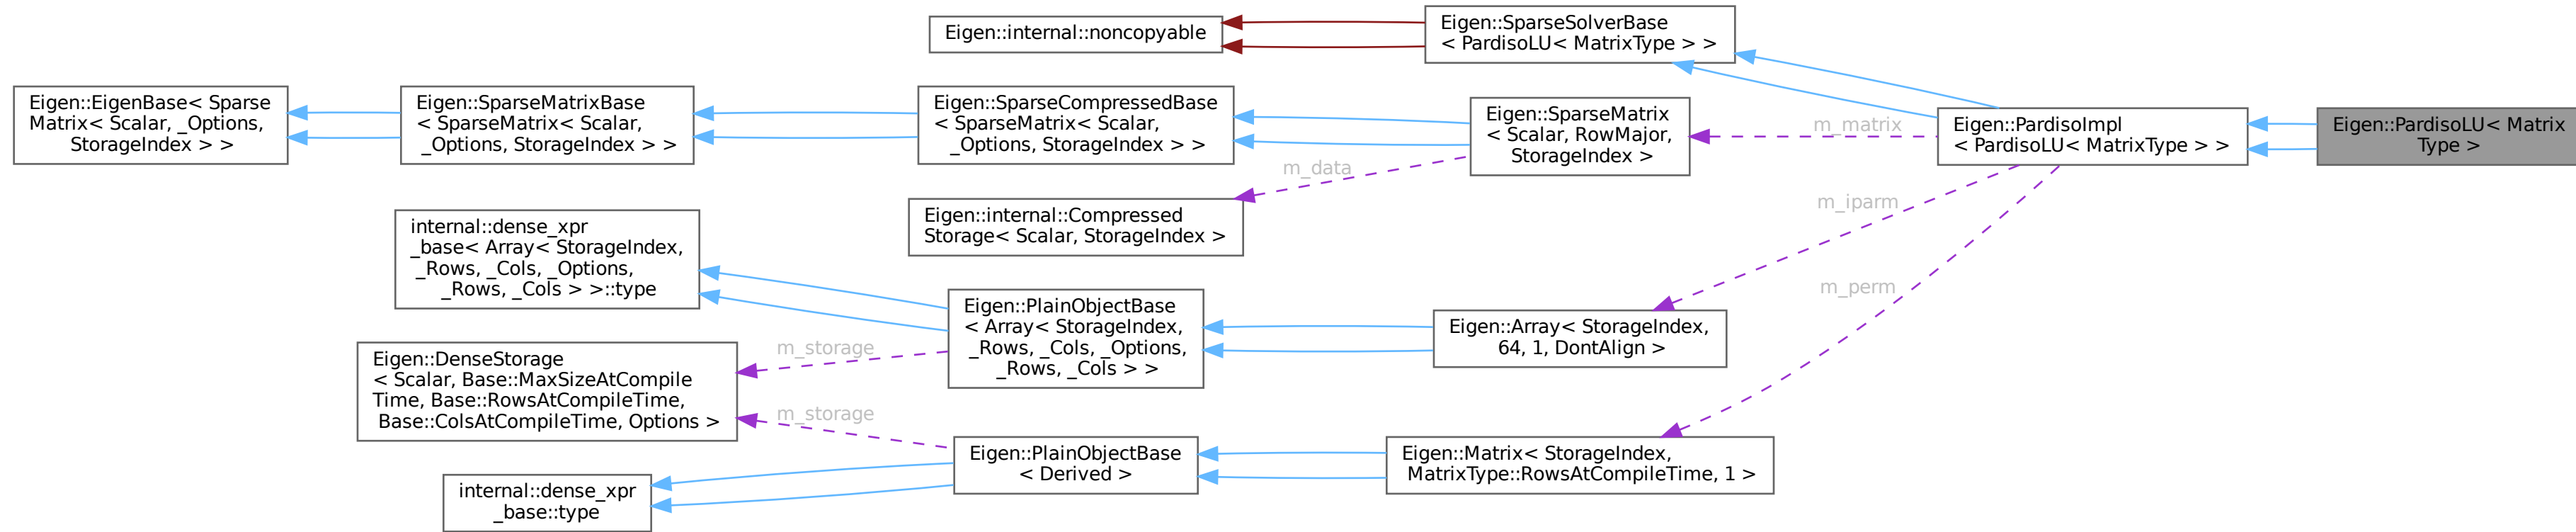 Eigen::internal::noncopyable
Eigen::SparseSolverBase
< PardisoLU< MatrixType > >
Eigen::EigenBase< Sparse
Matrix< Scalar, _Options,
StorageIndex > >
Eigen::SparseMatrixBase
< SparseMatrix< Scalar,
_Options, StorageIndex > >
Eigen::SparseCompressedBase
< SparseMatrix< Scalar,
_Options, StorageIndex > >
Eigen::SparseMatrix
< Scalar, RowMajor,
StorageIndex >
m_matrix
Eigen::PardisoImpl
< PardisoLU< MatrixType > >
Eigen::PardisoLU< Matrix
Type >
m_data
Eigen::internal::Compressed
Storage< Scalar, StorageIndex >
m_iparm
internal::dense_xpr
_base< Array< StorageIndex,
_Rows, _Cols, _Options,
_Rows, _Cols > >::type
m_perm
Eigen::PlainObjectBase
< Array< StorageIndex,
_Rows, _Cols, _Options,
_Rows, _Cols > >
Eigen::Array< StorageIndex,
64, 1, DontAlign >
m_storage
Eigen::DenseStorage
< Scalar, Base::MaxSizeAtCompile
Time, Base::RowsAtCompileTime,
Base::ColsAtCompileTime, Options >
m_storage
Eigen::PlainObjectBase
< Derived >
Eigen::Matrix< StorageIndex,
MatrixType::RowsAtCompileTime, 1 >
internal::dense_xpr
_base::type